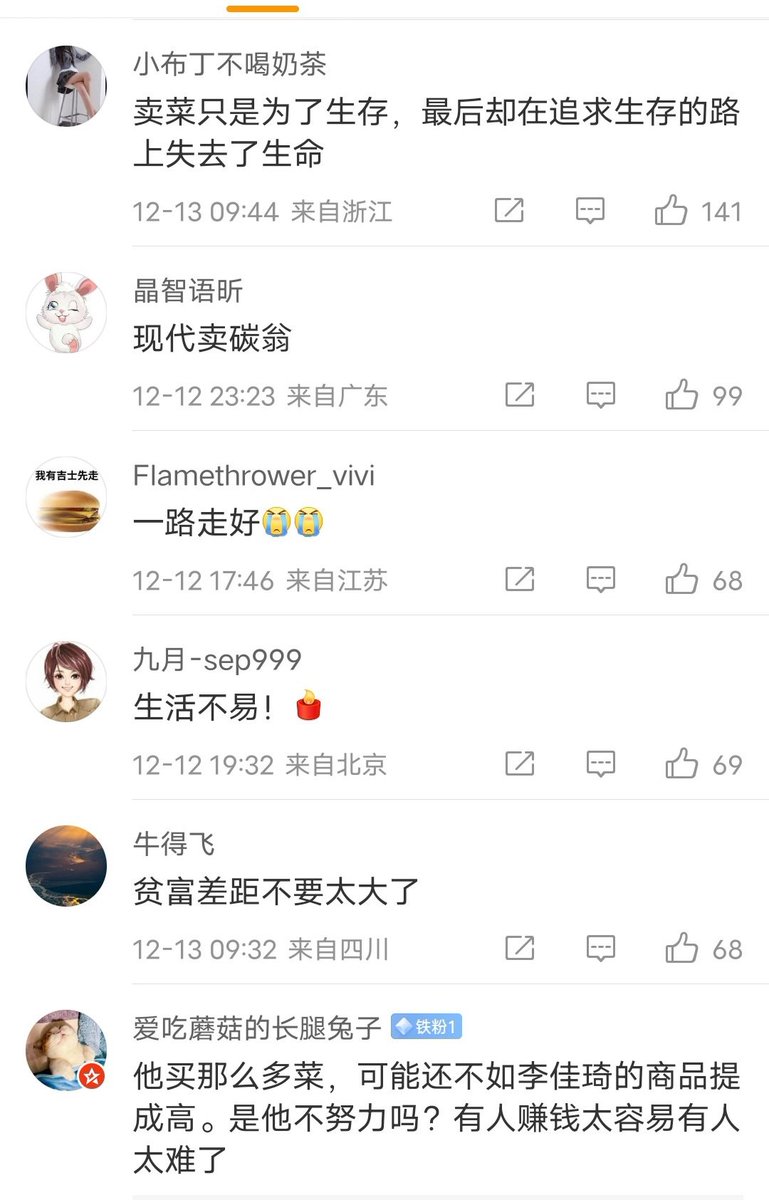 小布丁不喝奶茶
卖菜只是为了生存，最后却在追求生存的路
上失去了生命
12-13 09:44 来自浙江
141
晶智语昕
现代卖碳翁
12-12 23:23 来自广东
99
我有吉士先走
Flamethrower_vivi
一路走好😭😭
12-12 17:46 来自江苏
68
九月-sep999
生活不易！🕯
12-12 19:32 来自北京
69
牛得飞
贫富差距不要太大了
12-13 09:32 来自四川
68
爱吃蘑菇的长腿兔子 铁粉1
他买那么多菜，可能还不如李佳琦的商品提
成高。是他不努力吗？有人赚钱太容易有人
太难了